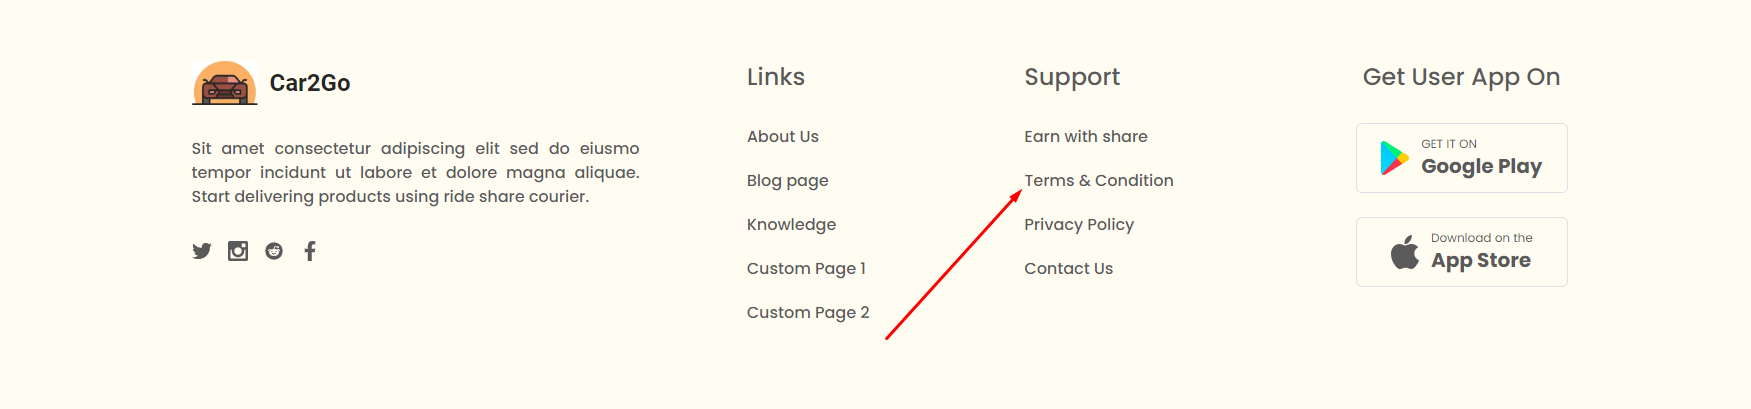 Car2Go
Sit amet consectetur adipiscing elit sed do eiusmo
tempor incidunt ut labore et dolore magna aliquae.
Start delivering products using ride share courier.
Links
About Us
Blog page
Knowledge
Custom Page 1
Custom Page 2
Support
Earn with share
Terms & Condition
Privacy Policy
Contact Us
Get User App On
GET IT ON
Google Play
Download on the
App Store